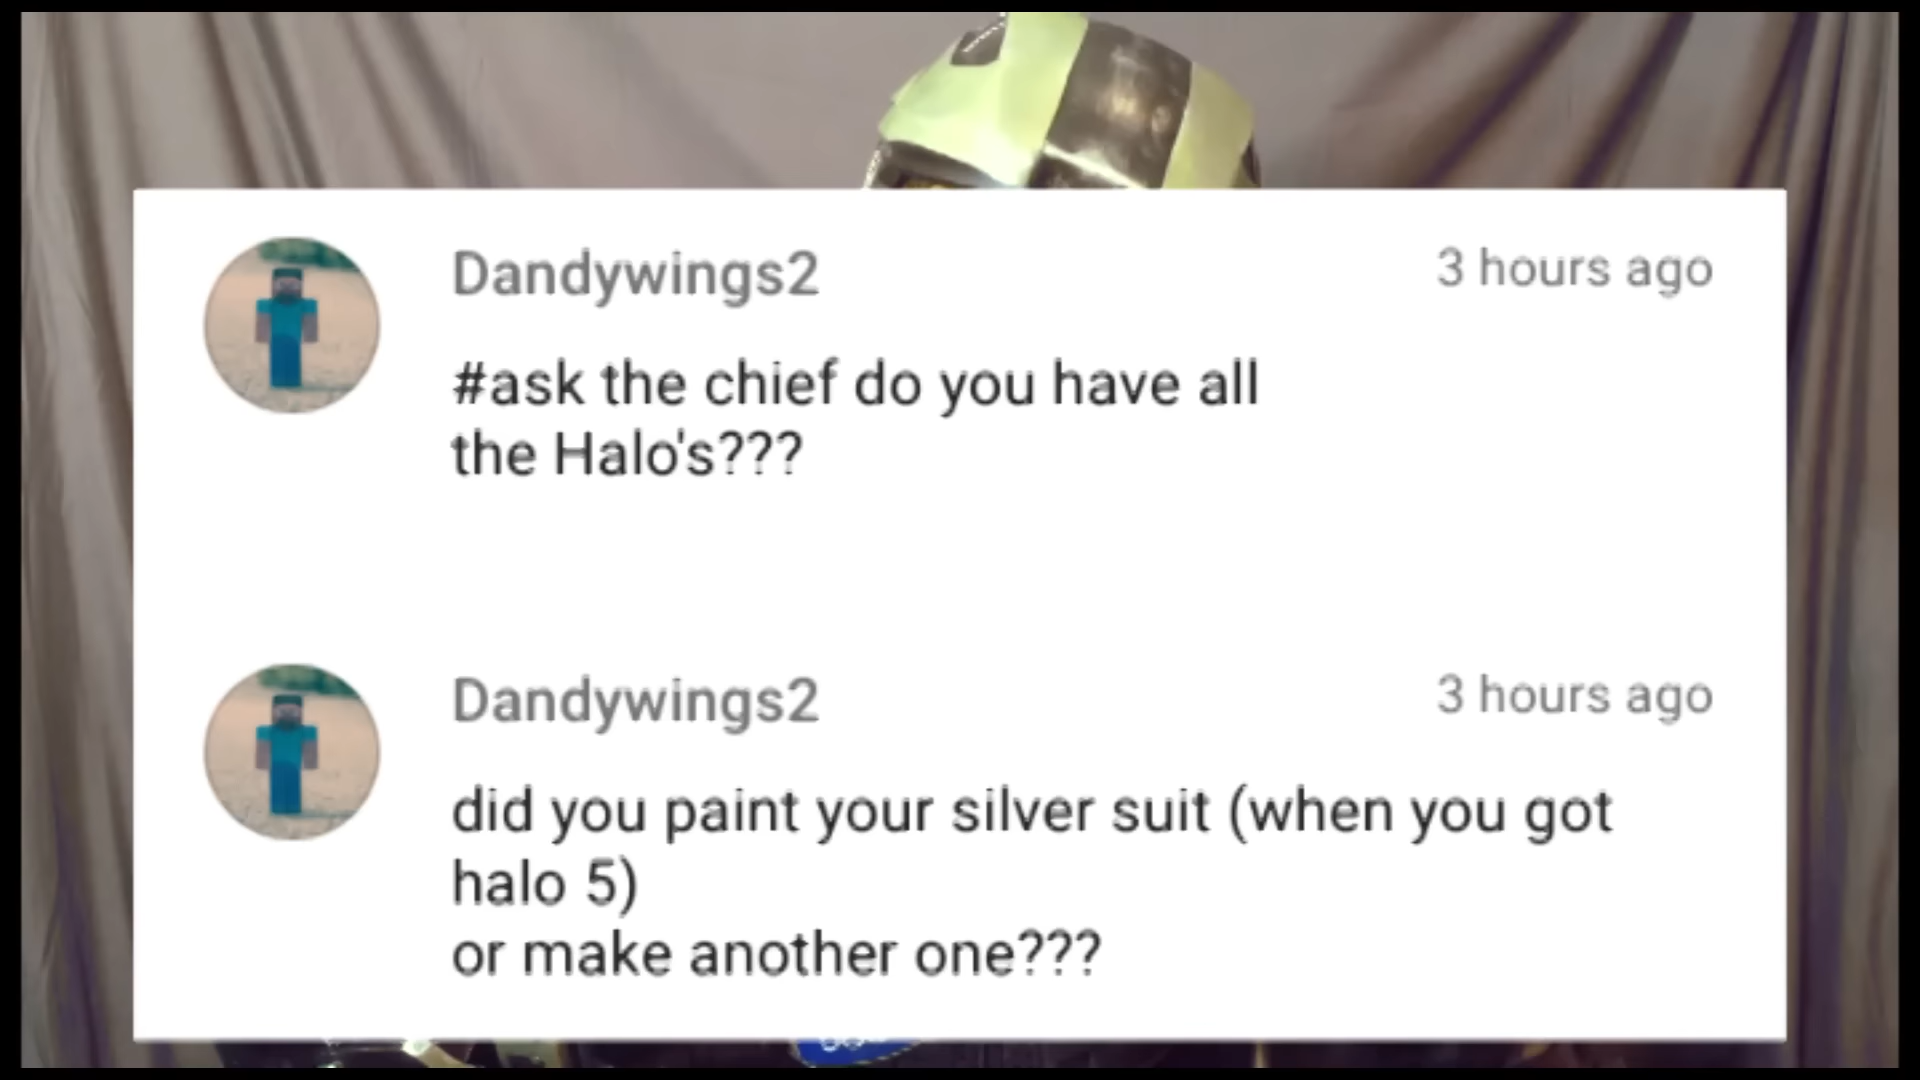 Dandywings2
3 hours ago
#ask the chief do you have all
the Halo's???
Dandywings2
3 hours ago
did you paint your silver suit (when you got
halo 5)
or make another one???